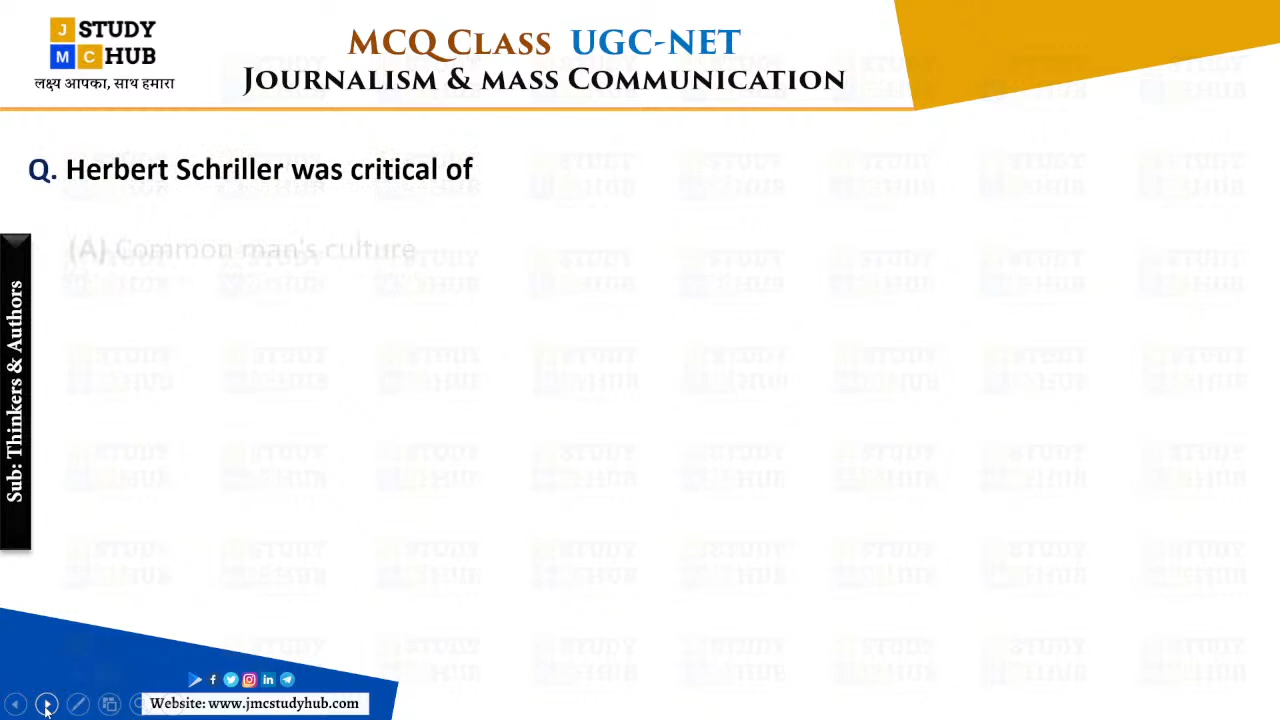 J STUDY
M C HUB
लक्ष्य आपका, साथ हमारा
MCQ Class UGC-NET
Journalism & mass Communication
Q. Herbert Schriller was critical of
(A) Common man's culture
Sub: Thinkers & Authors
Website: www.jmcstudyhub.com